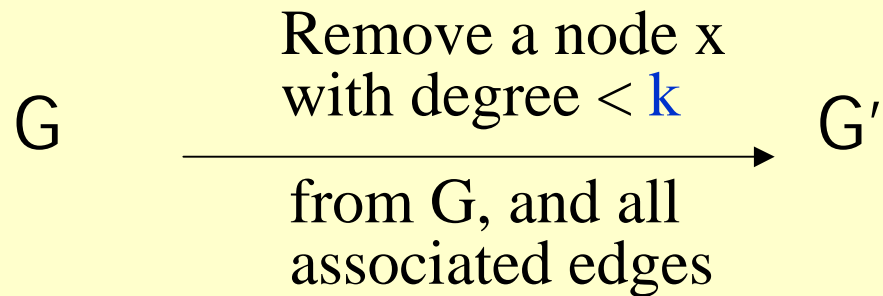 Remove a node x
with degree < k
G
G′
from G, and all
associated edges